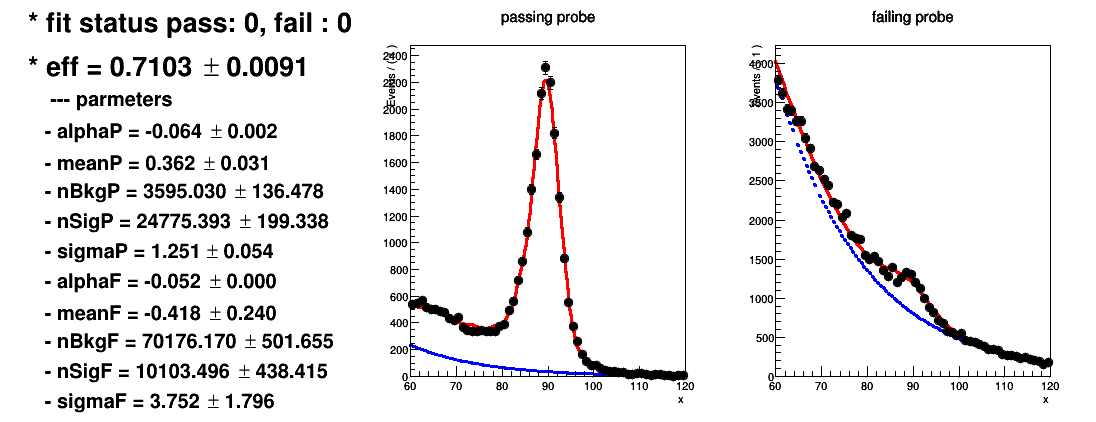 * fit status pass: 0, fail : 0
* eff = 0.7103 ± 0.0091
--- parmeters
- alphaP = -0.064 ± 0.002
- meanP = 0.362 ± 0.031
- nBkgP = 3595.030 ± 136.478
- nSigP = 24775.393 ± 199.338
- sigmaP = 1.251 ± 0.054
- alphaF = -0.052 ± 0.000
- meanF = -0.418 ± 0.240
- nBkgF = 70176.170 ± 501.655
- nSigF = 10103.496 ± 438.415
- sigmaF = 3.752 ± 1.796
passing probe
Events / ( 1 )
2400
2200
2000
1800
1600
1400
1200
1000
800
600
400
200
0
60 70 80 90 100 110 120
x
failing probe
Events / ( 1 )
4000
3500
3000
2500
2000
1500
1000
500
0
60 70 80 90 100 110 120
x